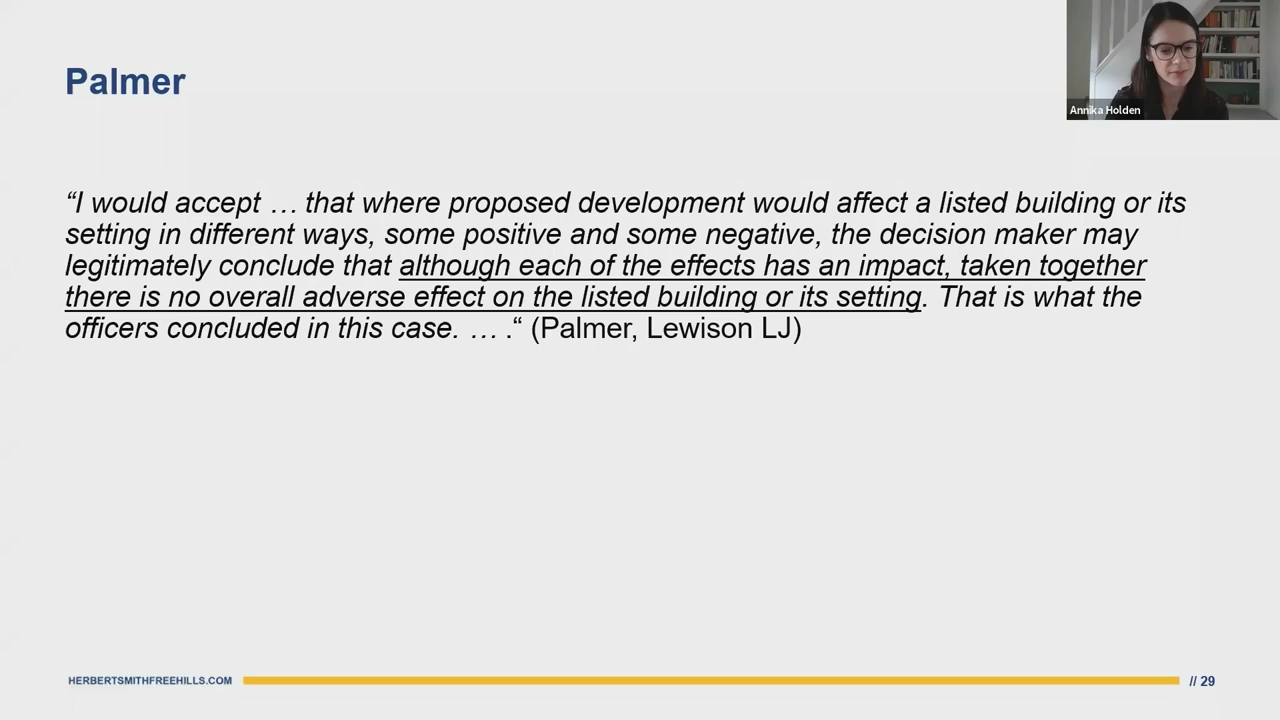 Palmer
Annika Holden
“I would accept … that where proposed development would affect a listed building or its
setting in different ways, some positive and some negative, the decision maker may
legitimately conclude that although each of the effects has an impact, taken together
there is no overall adverse effect on the listed building or its setting. That is what the
officers concluded in this case. … .“ (Palmer, Lewison LJ)
HERBERTSMITHFREEHILLS.COM
// 29